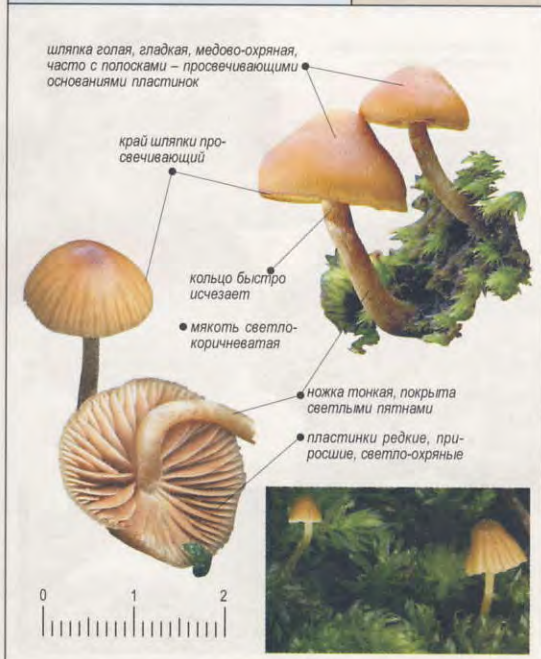 шляпка голая, гладкая, медово-охряная,
часто с полосками – просвечивающими
основаниями пластинок
край шляпки про-
свечивающий
кольцо быстро
исчезает
мякоть светло-
коричневатая
ножка тонкая, покрыта
светлыми пятнами
пластинки редкие, при-
росшие, светло-охряные
0 1 2